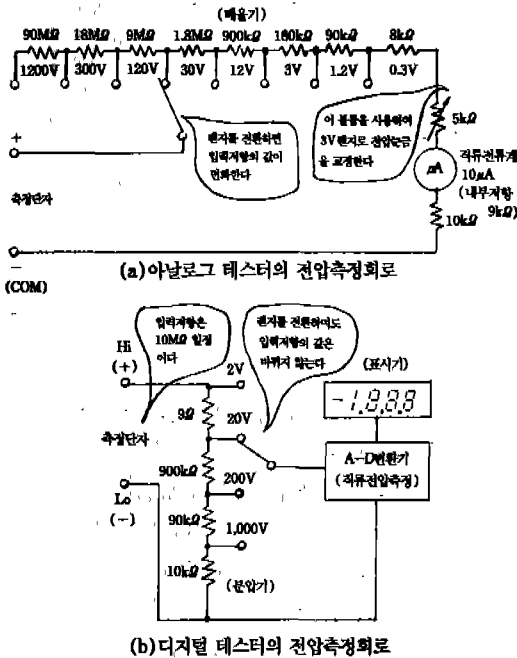 (배율기)
90MΩ 18MΩ 9MΩ 1.8MΩ 900kΩ 180kΩ 90kΩ 8kΩ
1200V 300V 120V 30V 12V 3V 1.2V 0.3V
+
측정단자
−
(COM)
렌지를 전환하면
입력저항의 값이
변화한다
이 볼륨을 사용하여
3V렌지로 전압눈금
을 교정한다
5kΩ
μA
직류전류계
10μA
(내부저항
9kΩ)
10kΩ
(a)아날로그 테스터의 전압측정회로
입력저항은
10MΩ 일정
이다
렌지를 전환하여도
입력저항의 값은
바뀌지 않는다
Hi
(+)
측정단자
Lo
(−)
2V
9Ω
20V
900kΩ
200V
90kΩ
1,000V
10kΩ
(분압기)
(표시기)
-1.8.8.8
A-D변환기
(직류전압측정)
(b)디지털 테스터의 전압측정회로